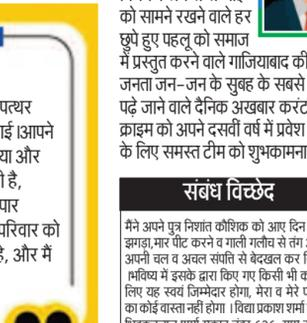 पत्थर
ाई ।आपने
या और
ी है,
पार
परिवार को
है, और मैं
को सामने रखने वाले हर
छुपे हुए पहलू को समाज
में प्रस्तुत करने वाले गाजियाबाद की
जनता जन-जन के सुबह के सबसे
पढ़े जाने वाले दैनिक अखबार करंट
क्राइम को अपने दसवीं वर्ष में प्रवेश
के लिए समस्त टीम को शुभकामना
संबंध विच्छेद
मैंने अपने पुत्र निशांत कौशिक को आए दिन
झगड़ा,मार पीट करने व गाली गलौच से तंग
अपनी चल व अचल संपति से बेदखल कर
।भविष्य में इसके द्वारा किए गए किसी भी
लिए यह स्वयं जिम्मेदार होगा, मेरा व मेरे
का कोई वास्ता नहीं होगा ।विद्या प्रकाश शर्मा